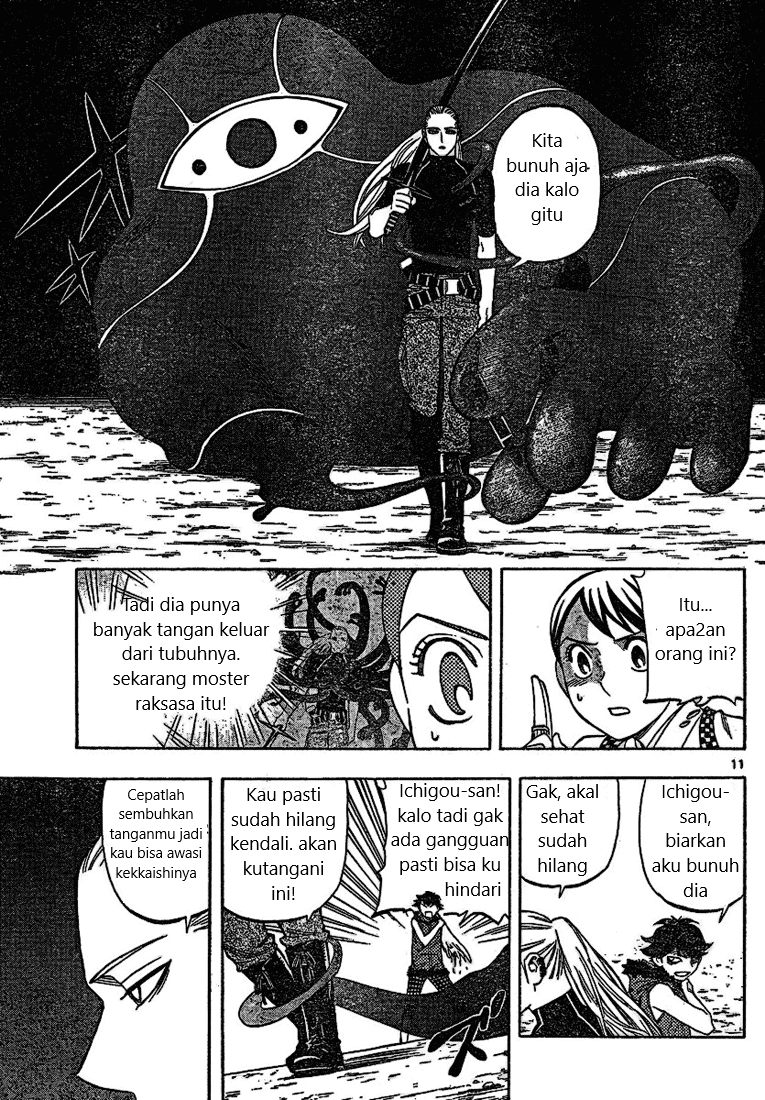 Kita
bunuh aja
dia kalo
gitu
Itu...
apa2an
orang ini?
Tadi dia punya
banyak tangan keluar
dari tubuhnya.
sekarang moster
raksasa itu!
11
Ichigou-
san,
biarkan
aku bunuh
dia
Gak, akal
sehat
sudah
hilang
Ichigou-san!
kalo tadi gak
ada gangguan
pasti bisa ku
hindari
Kau pasti
sudah hilang
kendali. akan
kutangani
ini!
ズズ
Cepatlah
sembuhkan
tanganmu jadi
kau bisa awasi
kekkaishinya